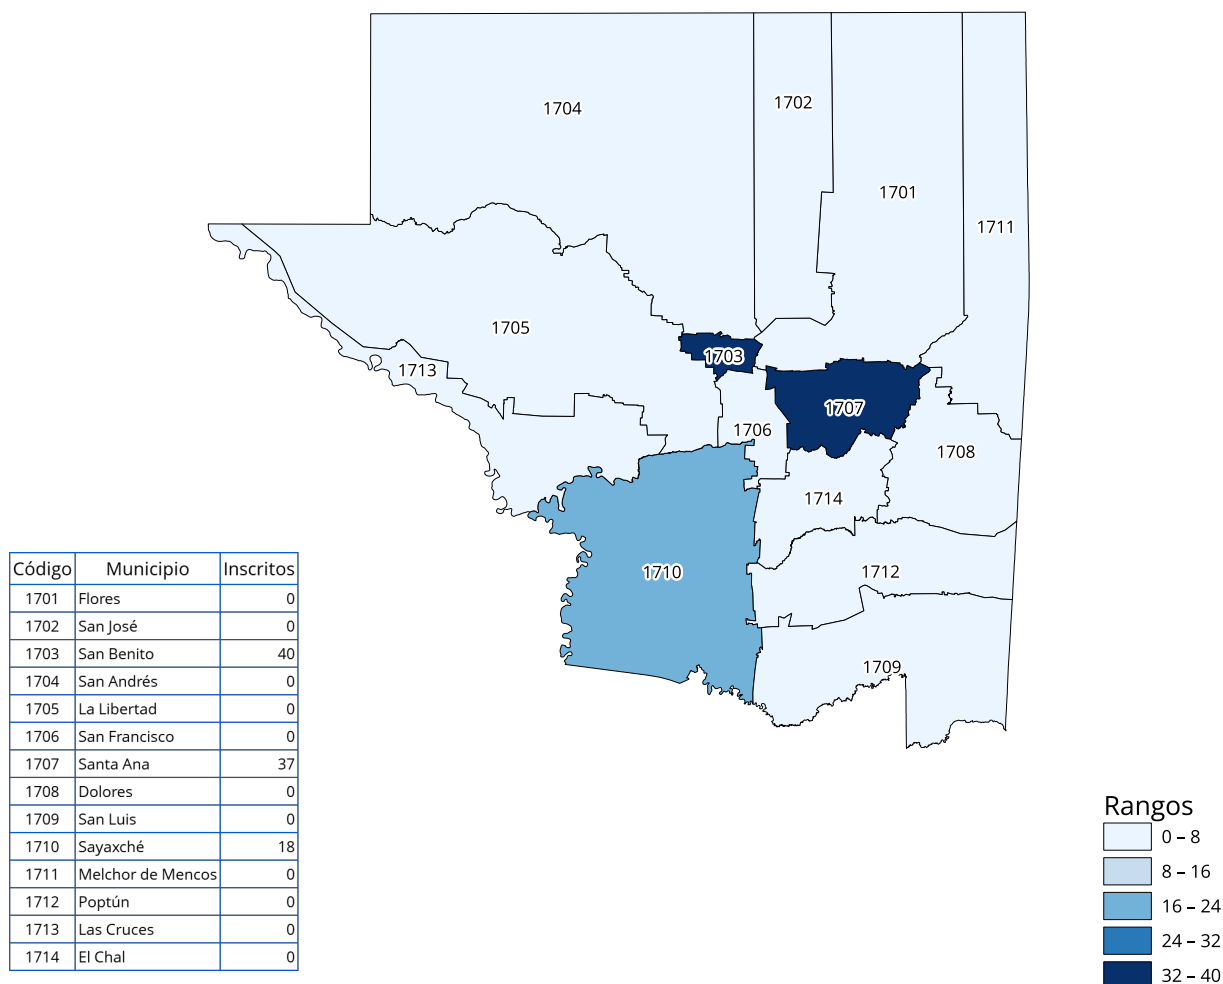 1704
1702
1701
1711
1705
1703
1713
1707
1706
1708
1714
1710
1712
1709
Código Municipio Inscritos
1701 Flores 0
1702 San José 0
1703 San Benito 40
1704 San Andrés 0
1705 La Libertad 0
1706 San Francisco 0
1707 Santa Ana 37
1708 Dolores 0
1709 San Luis 0
1710 Sayaxché 18
1711 Melchor de Mencos 0
1712 Poptún 0
1713 Las Cruces 0
1714 El Chal 0
Rangos
0 – 8
8 – 16
16 – 24
24 – 32
32 – 40